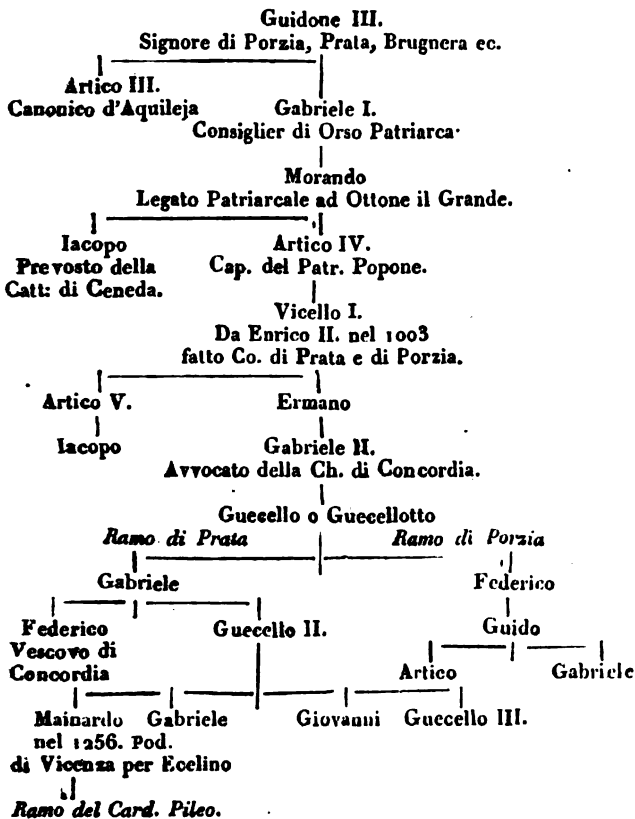 Guidone III.
Signore di Porzia, Prata, Brugnera ec.
Artico III.
Canonico d'Aquileja
Gabriele I.
Consiglier di Orso Patriarca
Morando
Legato Patriarcale ad Ottone il Grande.
Iacopo
Prevosto della
Catt: di Ceneda.
Artico IV.
Cap. del Patr. Popone.
Vicello I.
Da Enrico II. nel 1003
fatto Co. di Prata e di Porzia.
Artico V.
Ermano
Iacopo
Gabriele II.
Avvocato della Ch. di Concordia.
Guecello o Guecellotto
Ramo di Prata
Ramo di Porzia
Gabriele
Federico
Federico
Vescovo di
Concordia
Guecello II.
Guido
Artico
Gabriele
Mainardo
nel 1256. Pod.
di Vicenza per Ecelino
Gabriele
Giovanni
Guecello III.
Ramo del Card. Pileo.